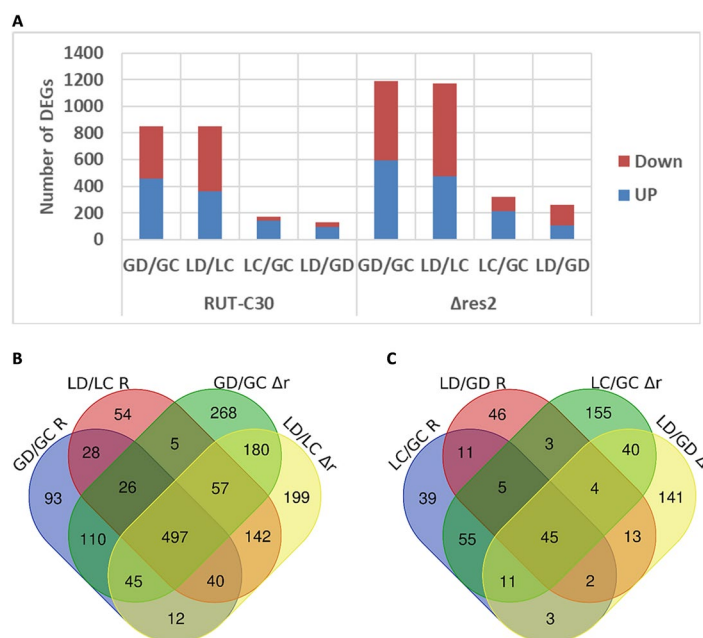 A
Number of DEGs
1400
1200
1000
800
600
400
200
0
GD/GC LD/LC LC/GC LD/GD GD/GC LD/LC LC/GC LD/GD
RUT-C30 Δres2
Down
UP
B
GD/GC R
LD/LC R
GD/GC Δr
LD/LC Δr
54
268
28
5
180
93
26
57
199
110
497
142
45
40
12
C
LC/GC R
LD/GD R
LC/GC Δr
LD/GD Δ
46
155
11
3
40
39
5
4
141
55
45
13
11
2
3